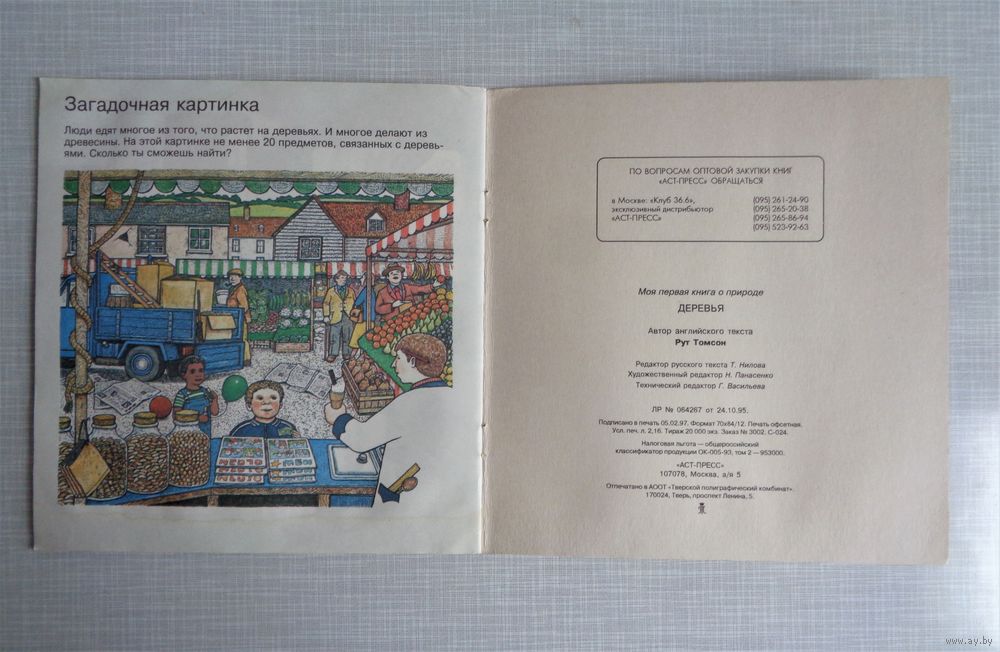 Загадочная картинка
Люди едят многое из того, что растет на деревьях. И многое делают из
древесины. На этой картинке не менее 20 предметов, связанных с деревь-
ями. Сколько ты сможешь найти?
ПО ВОПРОСАМ ОПТОВОЙ ЗАКУПКИ КНИГ
«АСТ-ПРЕСС» ОБРАЩАТЬСЯ
в Москве: «Клуб 36.6», (095) 261-24-90
эксклюзивный дистрибьютор (095) 265-20-38
«АСТ-ПРЕСС» (095) 265-86-94
(095) 523-92-63
Моя первая книга о природе
ДЕРЕВЬЯ
Автор английского текста
Рут Томсон
Редактор русского текста Т. Нилова
Художественный редактор Н. Панасенко
Технический редактор Г. Васильева
ЛР № 064267 от 24.10.95.
Подписано в печать 05.02.97. Формат 70х84/12. Печать офсетная.
Усл. печ. л. 2,16. Тираж 20 000 экз. Заказ № 3002. С-024.
Налоговая льгота — общероссийский
классификатор продукции ОК-005-93, том 2 — 953000.
«АСТ-ПРЕСС»
107078, Москва, а/я 5
Отпечатано в АООТ «Тверской полиграфический комбинат».
170024, Тверь, проспект Ленина, 5.
www.ay.by